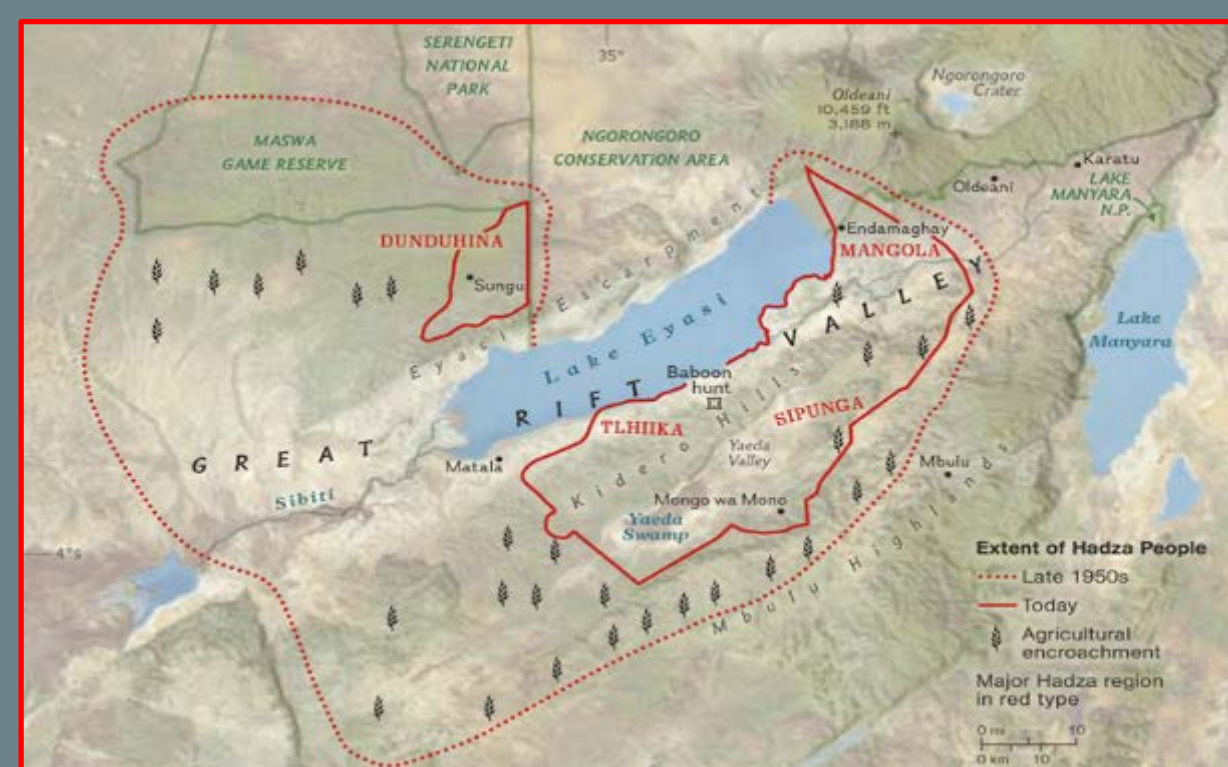 SERENGETI
NATIONAL
PARK
35°
Ngorongoro
Crater
Oldeani
10,459 ft
3,188 m
MASWA
GAME RESERVE
NGORONGORO
CONSERVATION AREA
Karatu
Oldeani
LAKE
MANYARA
N.P.
DUNDUHINA
Endamaghay
MANGOLA
Sungu
Eyasi Escarpment
Lake Eyasi
GREAT RIFT VALLEY
Lake
Manyara
Baboon
hunt
TLHIIKA
SIPUNGA
Kidero Hills
Yaeda
Valley
Matala
Sibiti
Mbulu
Mongo wa Mono
Yaeda
Swamp
Mbulu Highlands
4°S
Extent of Hadza People
Late 1950s
Today
Agricultural
encroachment
Major Hadza region
in red type
0 mi 10
0 km 10